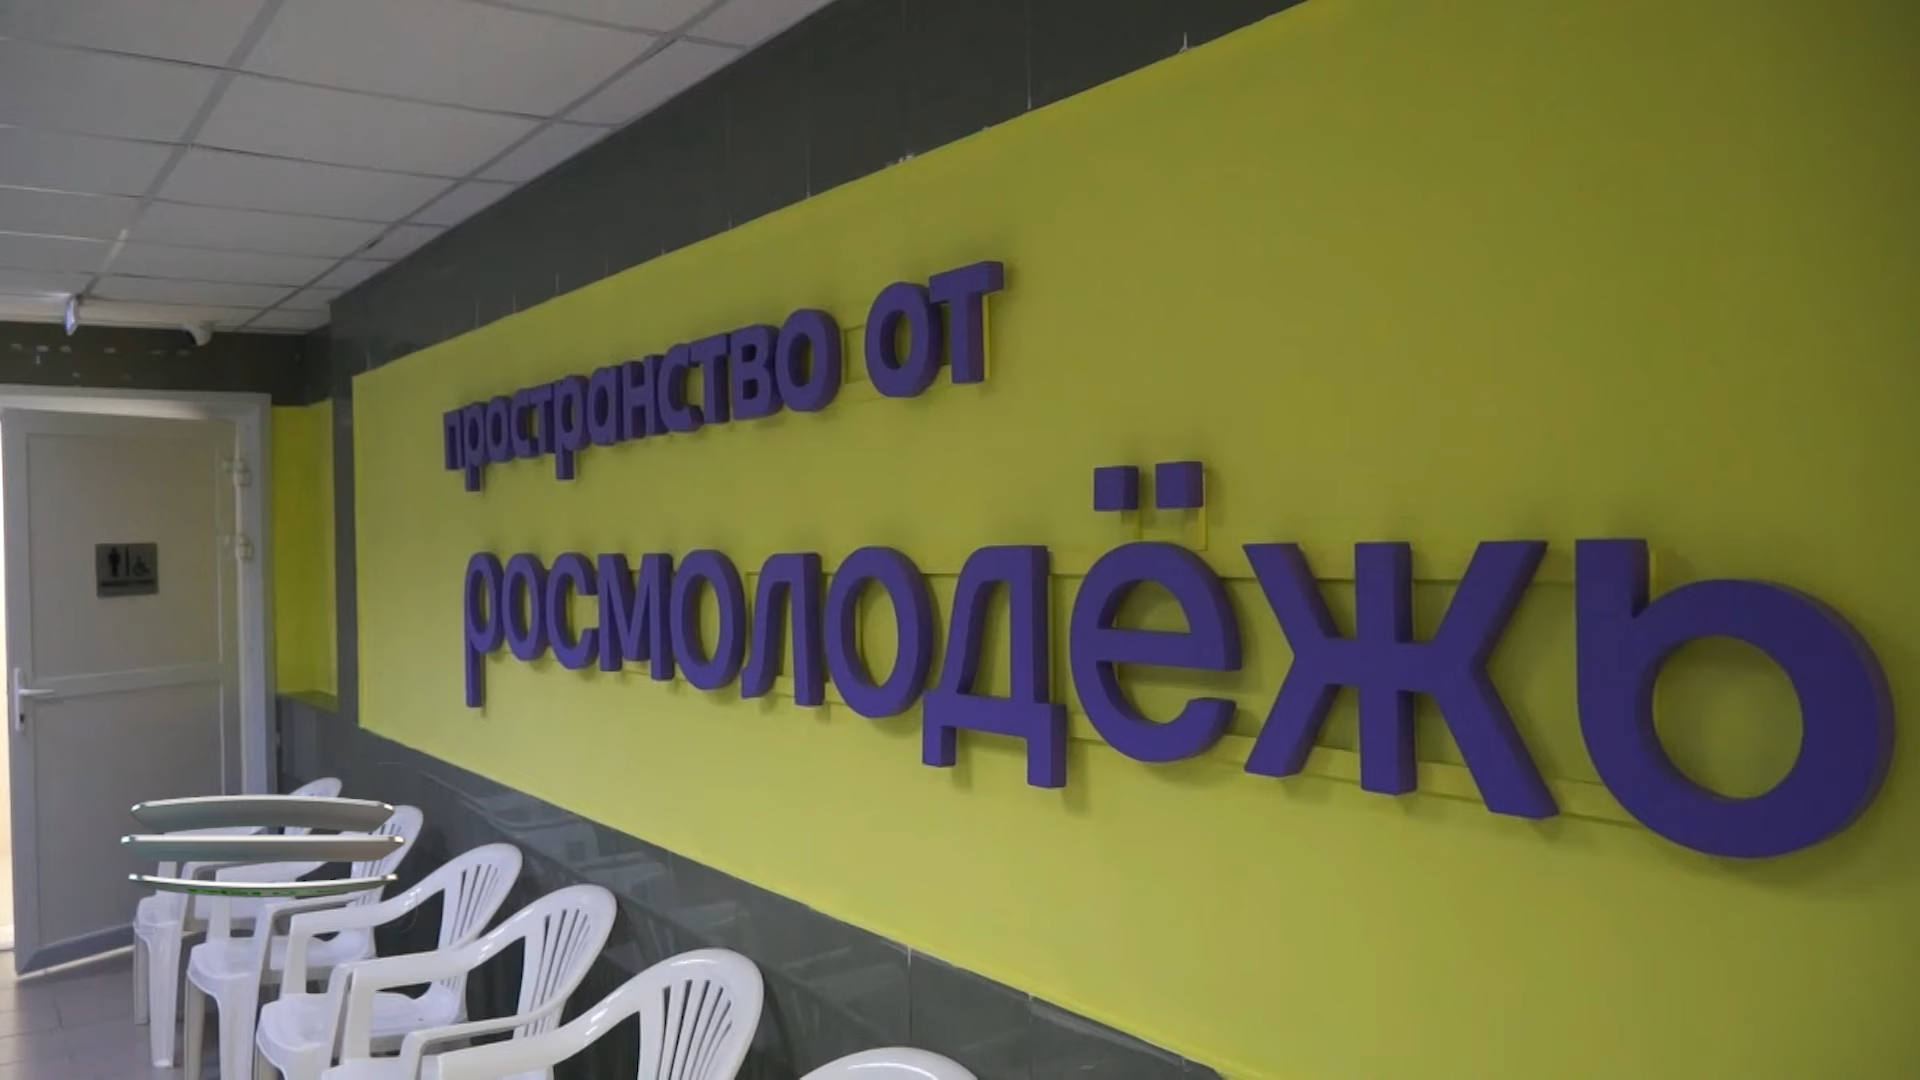 пространство от
росмолодёжь